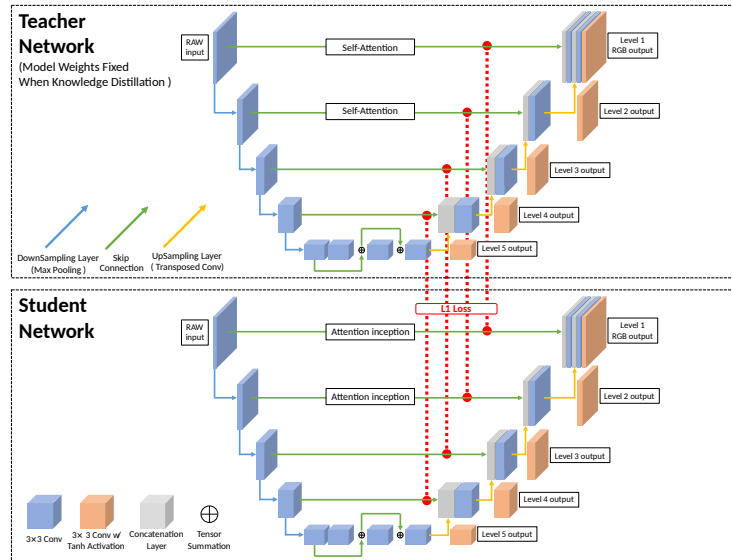 Teacher
Network
(Model Weights Fixed
When Knowledge Distillation )
RAW
input
Self-Attention
Level 1
RGB output
Self-Attention
Level 2 output
Level 3 output
Level 4 output
Level 5 output
DownSampling Layer
(Max Pooling )
Skip
Connection
UpSampling Layer
( Transposed Conv)
L1 Loss
Student
Network
RAW
input
Attention inception
Level 1
RGB output
Attention inception
Level 2 output
Level 3 output
Level 4 output
Level 5 output
3×3 Conv
3× 3 Conv w/
Tanh Activation
Concatenation
Layer
Tensor
Summation